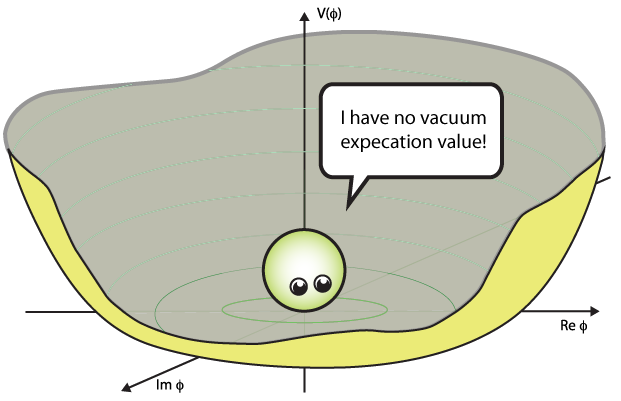 V(ϕ)
I have no vacuum
expecation value!
Re ϕ
Im ϕ